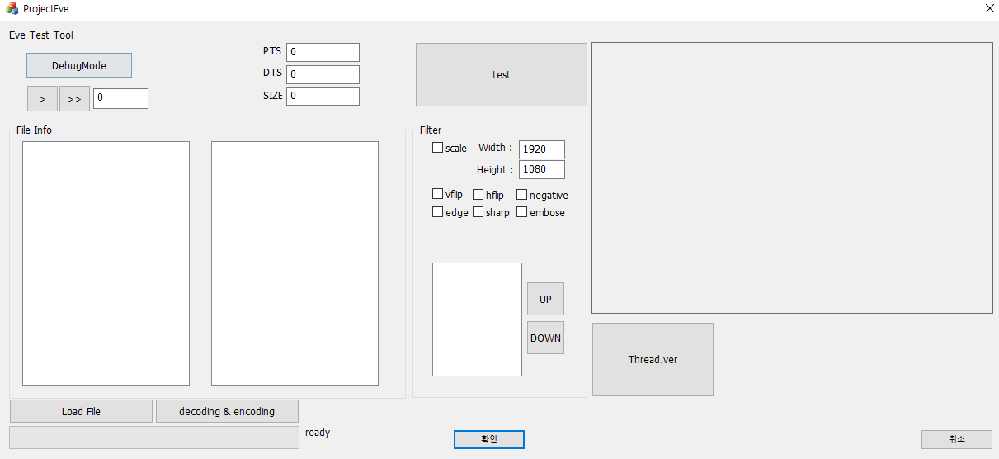 ProjectEve
Eve Test Tool
DebugMode
> >> 0
PTS 0
DTS 0
SIZE 0
test
File Info
Filter
scale Width : 1920
Height : 1080
vflip hflip negative
edge sharp embose
UP
DOWN
Thread.ver
Load File decoding & encoding
ready
확인
취소